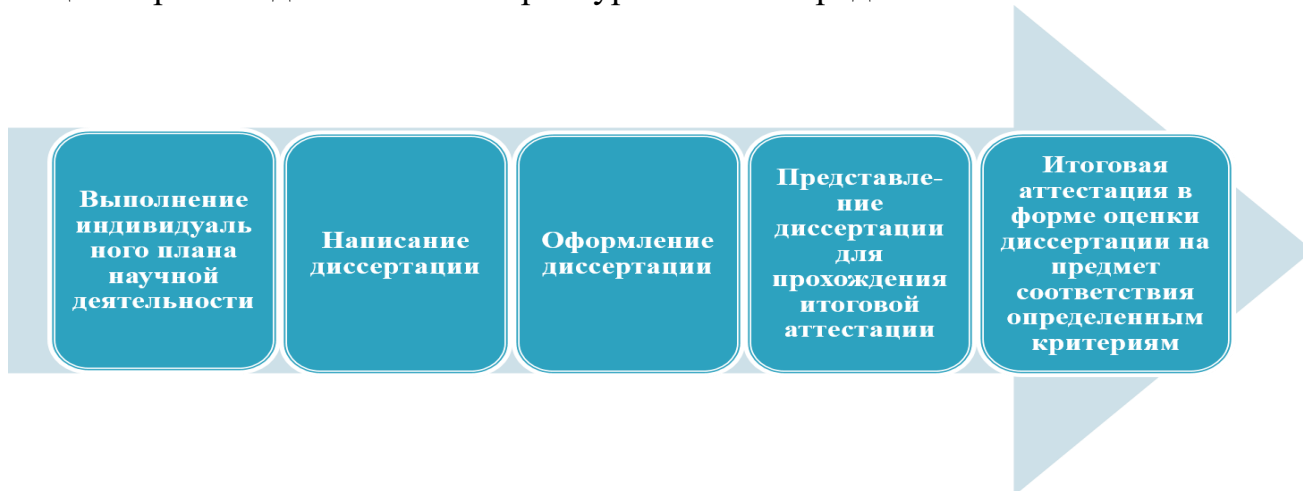 Выполнение
индивидуаль
ного плана
научной
деятельности
Написание
диссертации
Оформление
диссертации
Представле-
ние
диссертации
для
прохождения
итоговой
аттестации
Итоговая
аттестация в
форме оценки
диссертации на
предмет
соответствия
определенным
критериям